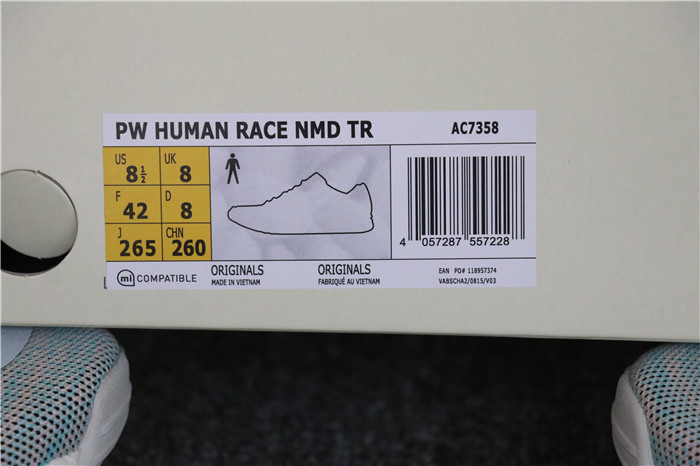 PW HUMAN RACE NMD TR AC7358
US 8½ UK 8
F 42 D 8
J 265 CHN 260
mi COMPATIBLE
ORIGINALS
MADE IN VIETNAM
ORIGINALS
FABRIQUÉ AU VIETNAM
4 057287 557228
EAN PO# 118957374
VABSCHA2/0815/V03